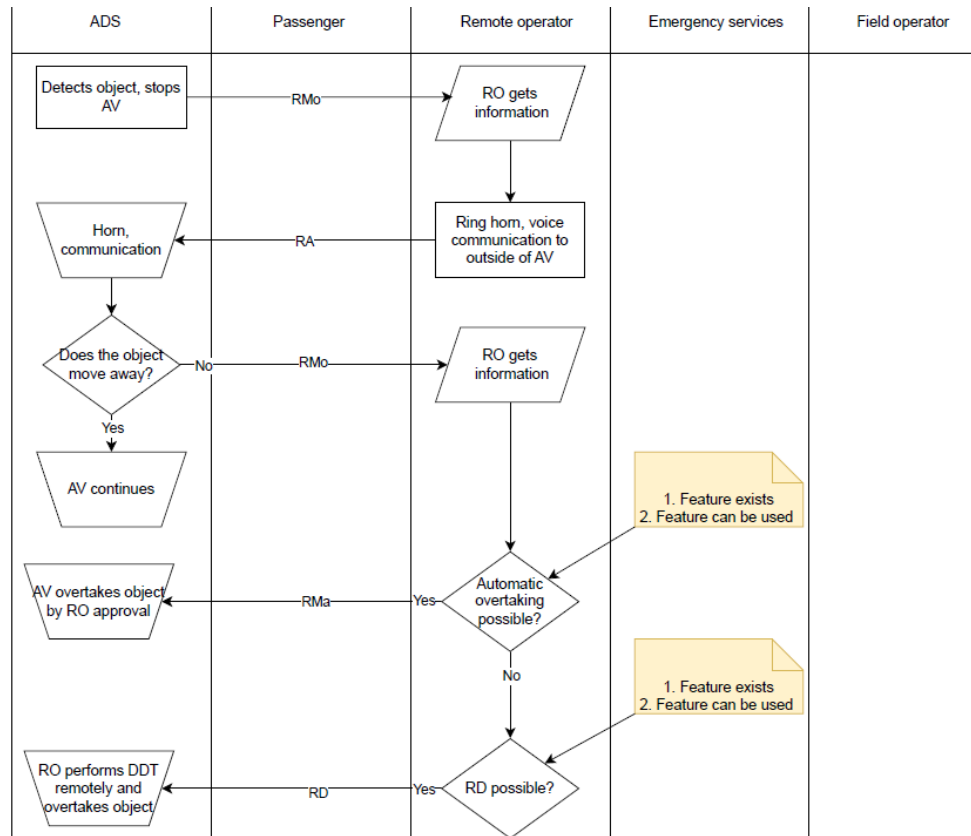 ADS
Passenger
Remote operator
Emergency services
Field operator
Detects object, stops
AV
RMo
RO gets
information
Horn,
communication
RA
Ring horn, voice
communication to
outside of AV
Does the object
move away?
No
RMo
RO gets
information
Yes
AV continues
1. Feature exists
2. Feature can be used
AV overtakes object
by RO approval
RMa
Yes
Automatic
overtaking
possible?
No
1. Feature exists
2. Feature can be used
RO performs DDT
remotely and
overtakes object
RD
Yes
RD possible?